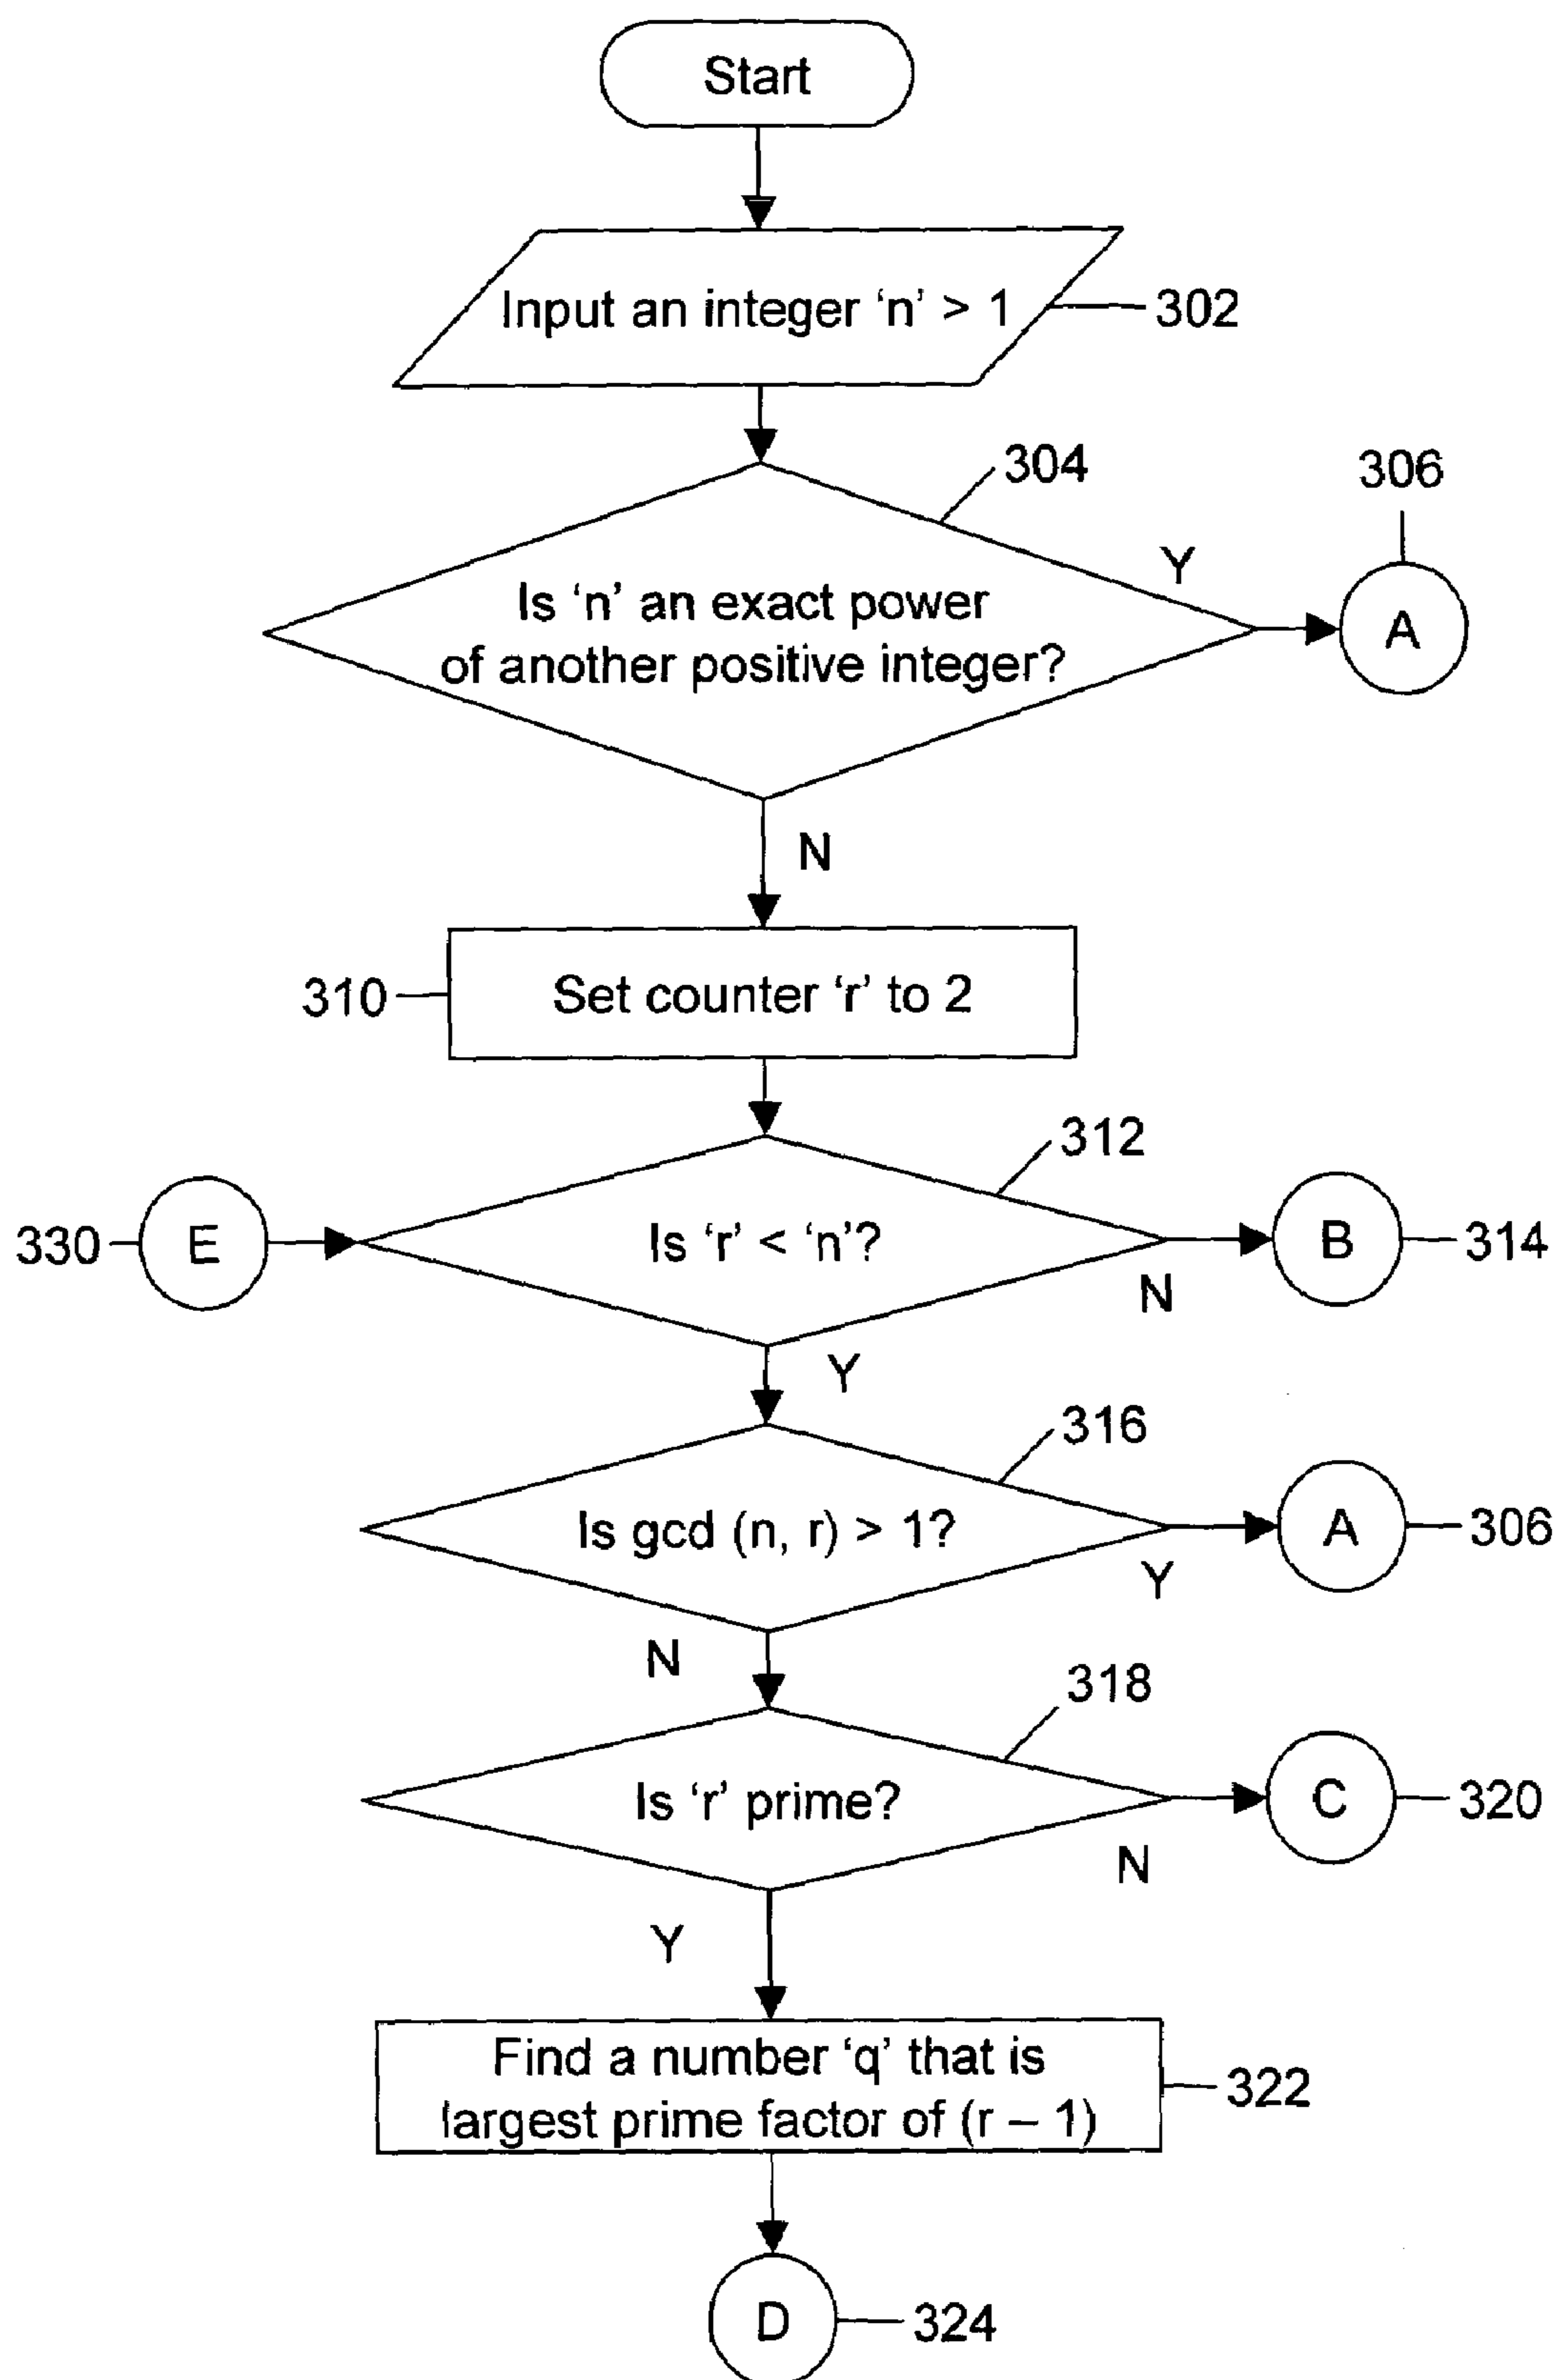 Start
Input an integer ‘n’ > 1
302
304
306
Y
Is ‘n’ an exact power
of another positive integer?
A
N
310
Set counter ‘r’ to 2
312
330
E
Is ‘r’ < ‘n’?
B
314
N
Y
316
Is gcd (n, r) > 1?
A
306
Y
N
318
Is ‘r’ prime?
C
320
N
Y
Find a number ‘q’ that is
largest prime factor of (r – 1)
322
D
324